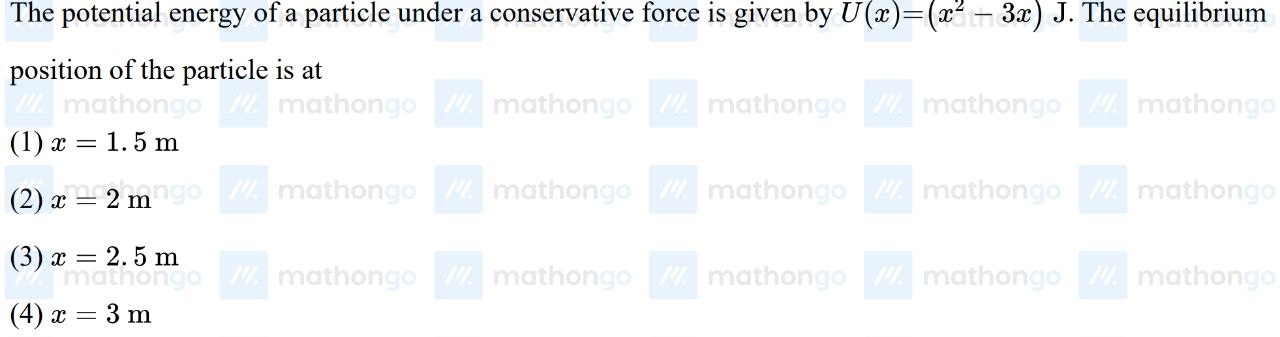 The potential energy of a particle under a conservative force is given by U(x)=(x² − 3x) J. The equilibrium
position of the particle is at
mathongo mathongo mathongo mathongo mathongo mathongo
(1) x = 1.5 m
(2) x = 2 m
mathongo mathongo mathongo mathongo mathongo mathongo
(3) x = 2.5 m
mathongo mathongo mathongo mathongo mathongo mathongo
(4) x = 3 m